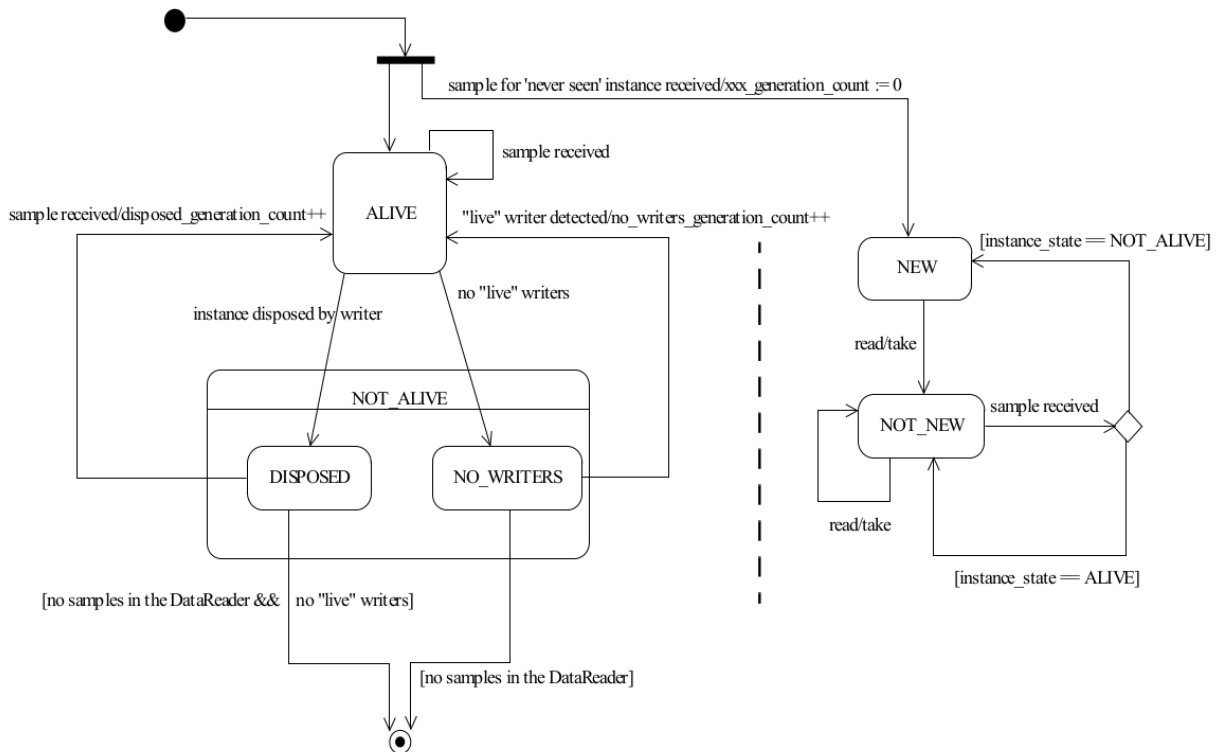 sample for 'never seen' instance received/xxx_generation_count := 0
sample received
ALIVE
sample received/disposed_generation_count++
"live" writer detected/no_writers_generation_count++
[instance_state == NOT_ALIVE]
NEW
no "live" writers
instance disposed by writer
read/take
NOT_ALIVE
sample received
NOT_NEW
DISPOSED
NO_WRITERS
read/take
[instance_state == ALIVE]
[no samples in the DataReader && no "live" writers]
[no samples in the DataReader]